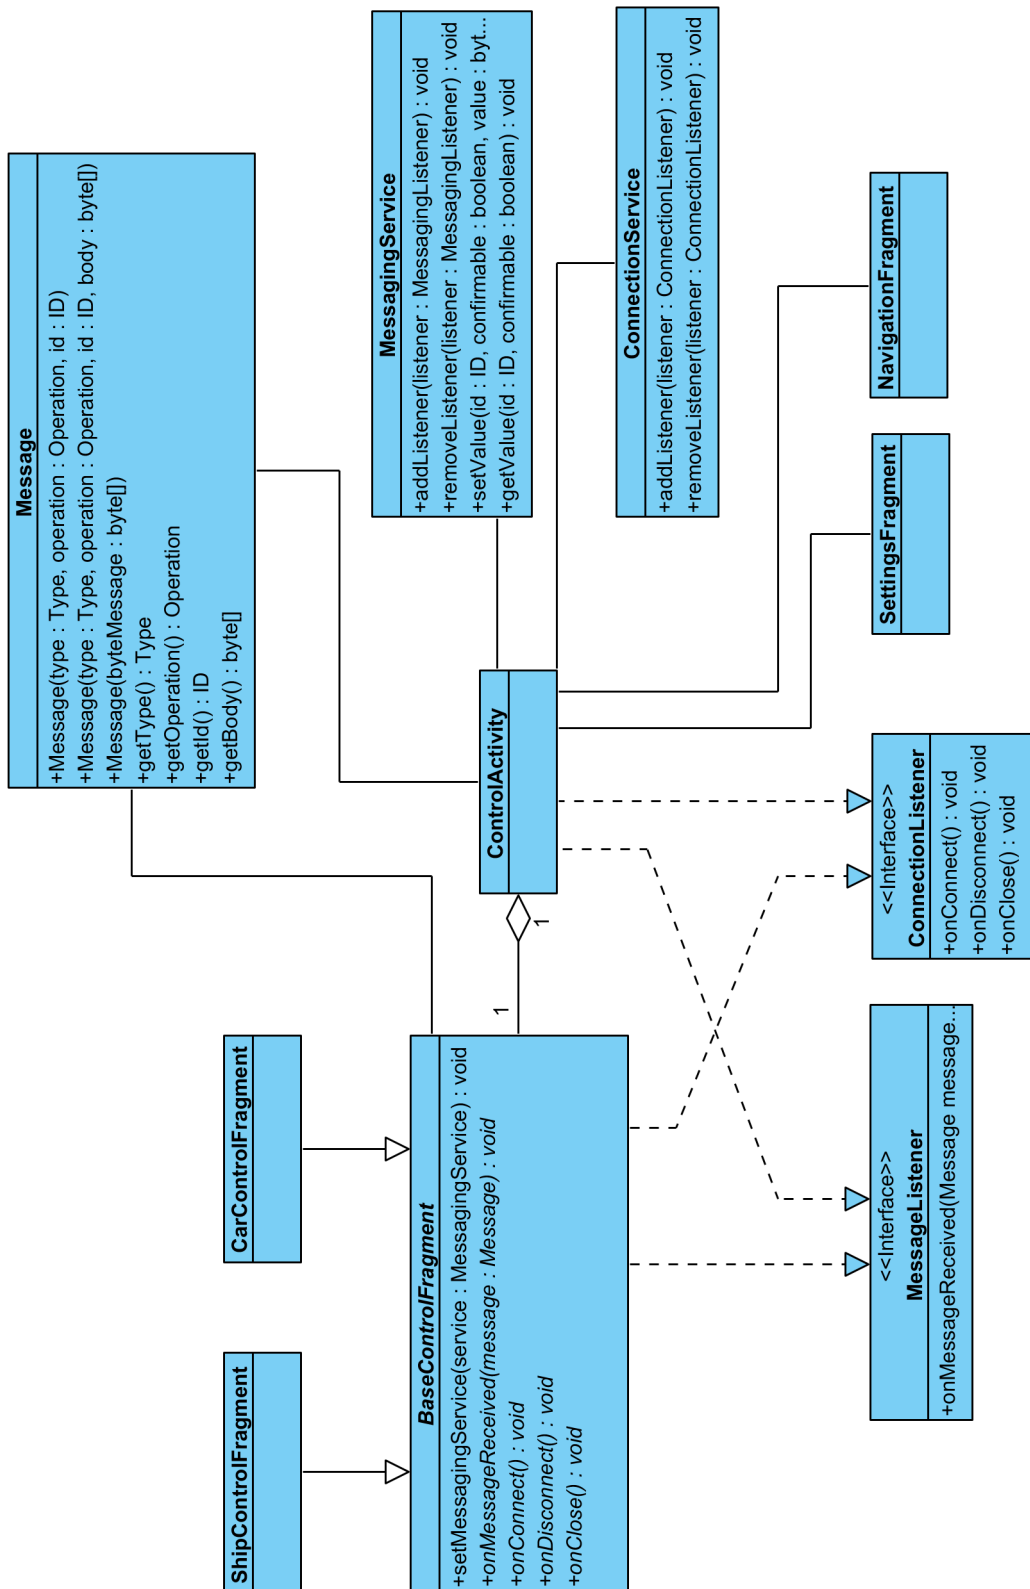 Message
+Message(type : Type, operation : Operation, id : ID)
+Message(type : Type, operation : Operation, id : ID, body : byte[])
+Message(byteMessage : byte[])
+getType() : Type
+getOperation() : Operation
+getId() : ID
+getBody() : byte[]
ShipControlFragment
CarControlFragment
MessagingService
+addListener(listener : MessagingListener) : void
+removeListener(listener : MessagingListener) : void
+setValue(id : ID, confirmable : boolean, value : byt...
+getValue(id : ID, confirmable : boolean) : void
BaseControlFragment
+setMessagingService(service : MessagingService) : void
+onMessageReceived(message : Message) : void
+onConnect() : void
+onDisconnect() : void
+onClose() : void
1
1
ControlActivity
ConnectionService
+addListener(listener : ConnectionListener) : void
+removeListener(listener : ConnectionListener) : void
<<Interface>>
MessageListener
+onMessageReceived(Message message...
<<Interface>>
ConnectionListener
+onConnect() : void
+onDisconnect() : void
+onClose() : void
SettingsFragment
NavigationFragment